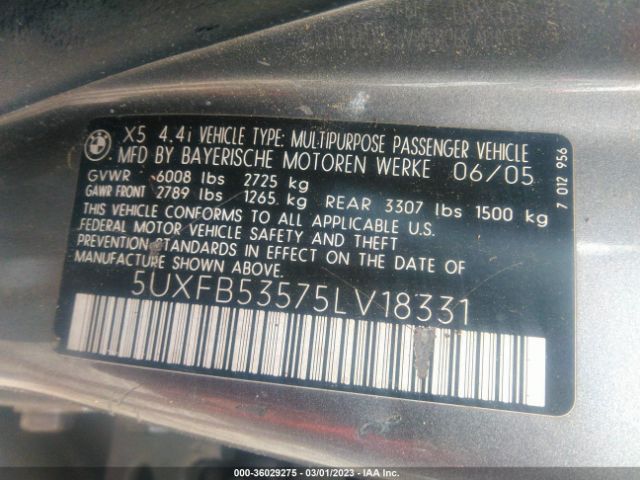 BMW
X5 4.4i VEHICLE TYPE: MULTIPURPOSE PASSENGER VEHICLE
MFD BY BAYERISCHE MOTOREN WERKE 06/05
GVWR 6008 lbs 2725 kg
GAWR FRONT 2789 lbs 1265 kg REAR 3307 lbs 1500 kg
THIS VEHICLE CONFORMS TO ALL APPLICABLE U.S.
FEDERAL MOTOR VEHICLE SAFETY AND THEFT
PREVENTION STANDARDS IN EFFECT ON THE DATE OF
MANUFACTURE SHOWN ABOVE.
5UXFB53575LV18331
7 012 956
000-36029275 - 03/01/2023 - IAA Inc.